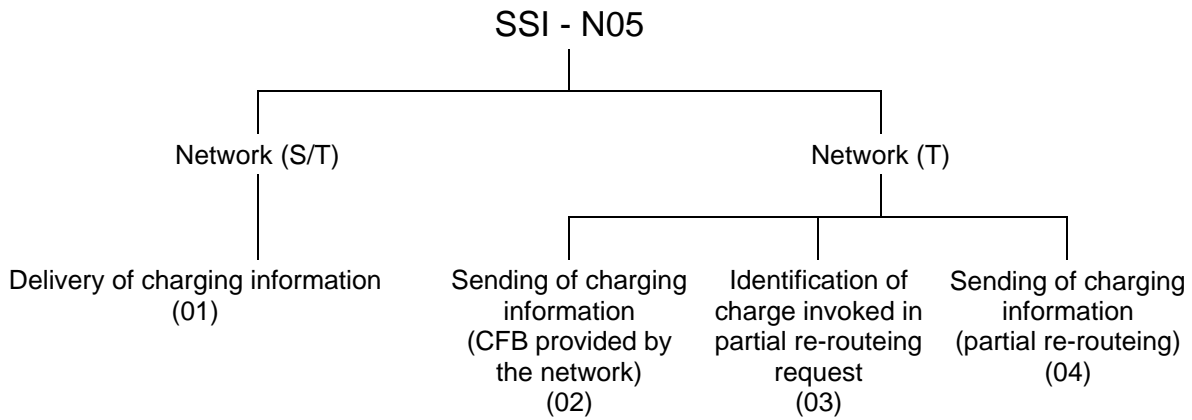 SSI - N05
Network (S/T)
Network (T)
Delivery of charging information
(01)
Sending of charging
information
(CFB provided by
the network)
(02)
Identification of
charge invoked in
partial re-routeing
request
(03)
Sending of charging
information
(partial re-routeing)
(04)